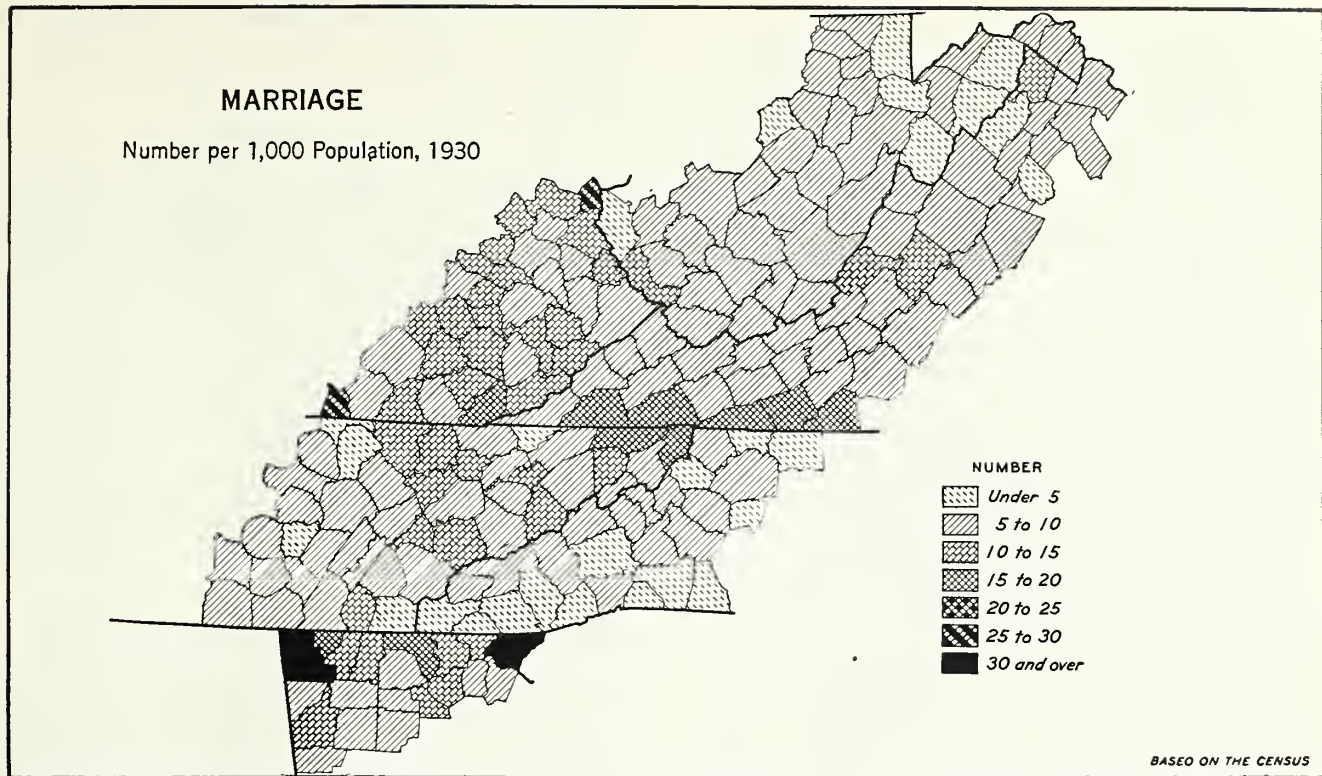 MARRIAGE
Number per 1,000 Population, 1930
NUMBER
Under 5
5 to 10
10 to 15
15 to 20
20 to 25
25 to 30
30 and over
BASED ON THE CENSUS